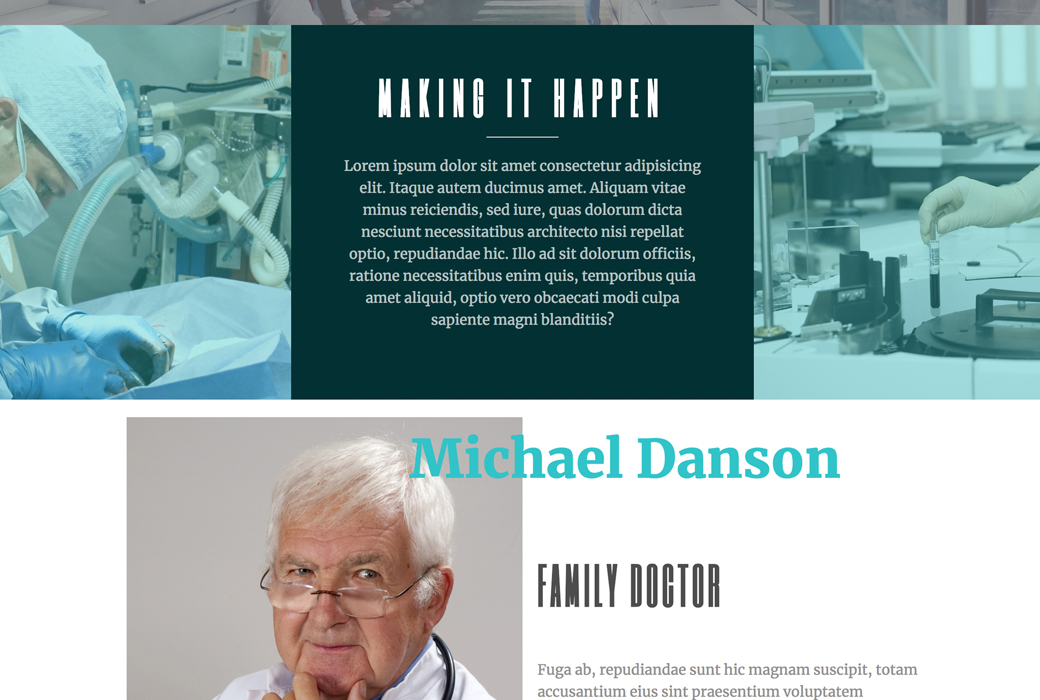 MAKING IT HAPPEN
Lorem ipsum dolor sit amet consectetur adipisicing
elit. Itaque autem ducimus amet. Aliquam vitae
minus reiciendis, sed iure, quas dolorum dicta
nesciunt necessitatibus architecto nisi repellat
optio, repudiandae hic. Illo ad sit dolorum officiis,
ratione necessitatibus enim quis, temporibus quia
amet aliquid, optio vero obcaecati modi culpa
sapiente magni blanditiis?
Michael Danson
FAMILY DOCTOR
Fuga ab, repudiandae sunt hic magnam suscipit, totam
accusantium eius sint praesentium voluptatem